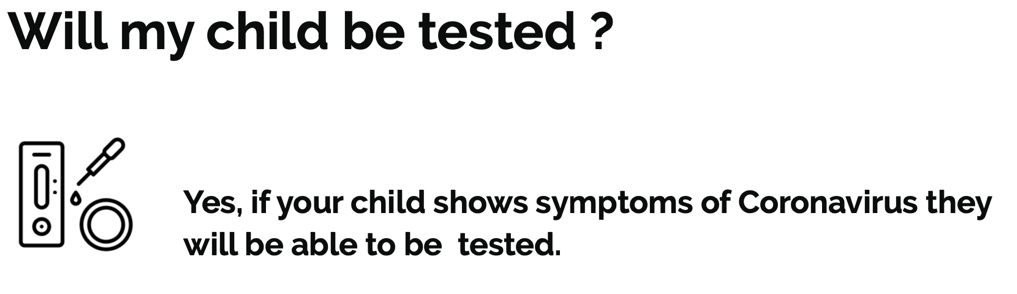 Will my child be tested ?
Yes, if your child shows symptoms of Coronavirus they
will be able to be  tested.